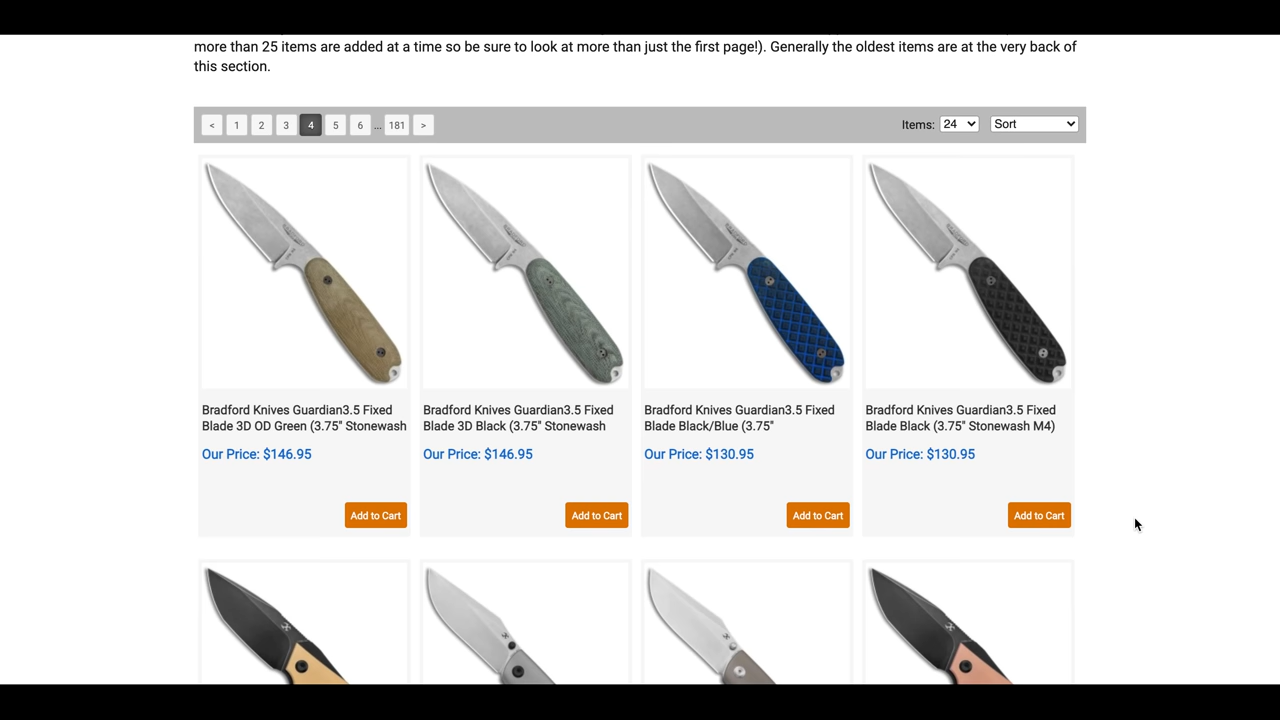 more than 25 items are added at a time so be sure to look at more than just the first page!). Generally the oldest items are at the very back of
this section.
< 1 2 3 4 5 6 ... 181 >
Items: 24 Sort
Bradford Knives Guardian3.5 Fixed
Blade 3D OD Green (3.75" Stonewash
Our Price: $146.95
Add to Cart
Bradford Knives Guardian3.5 Fixed
Blade 3D Black (3.75" Stonewash
Our Price: $146.95
Add to Cart
Bradford Knives Guardian3.5 Fixed
Blade Black/Blue (3.75"
Our Price: $130.95
Add to Cart
Bradford Knives Guardian3.5 Fixed
Blade Black (3.75" Stonewash M4)
Our Price: $130.95
Add to Cart